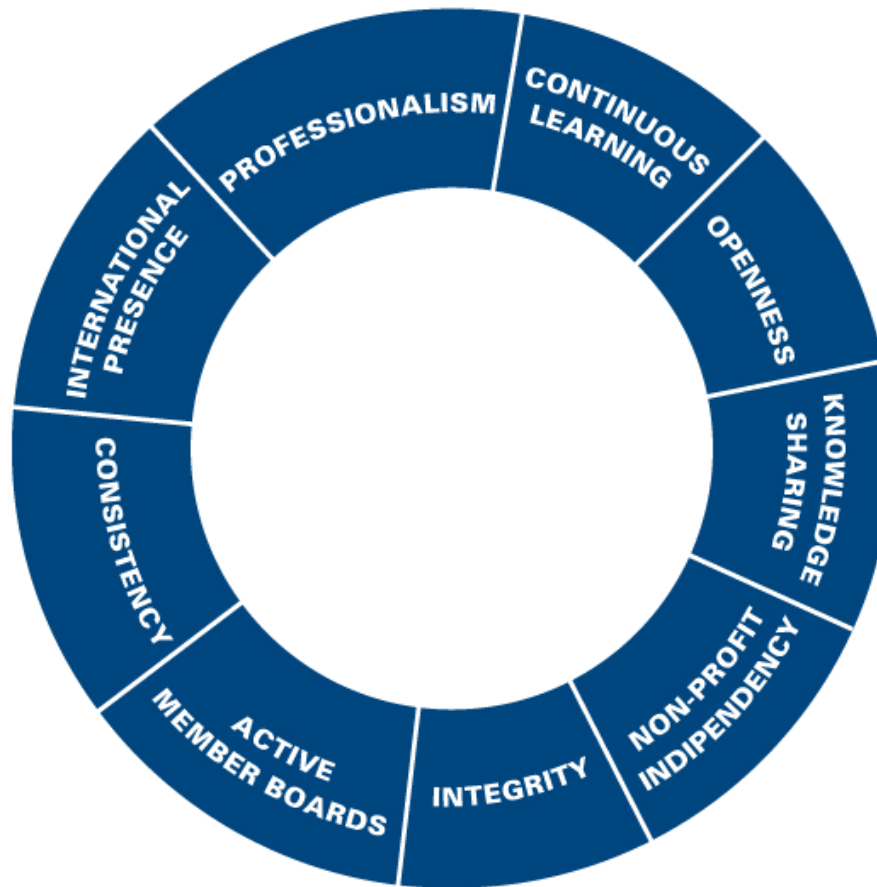 PROFESSIONALISM
CONTINUOUS
LEARNING
OPENNESS
KNOWLEDGE
SHARING
NON-PROFIT
INDIPENDENCY
INTEGRITY
ACTIVE
MEMBER BOARDS
CONSISTENCY
INTERNATIONAL
PRESENCE